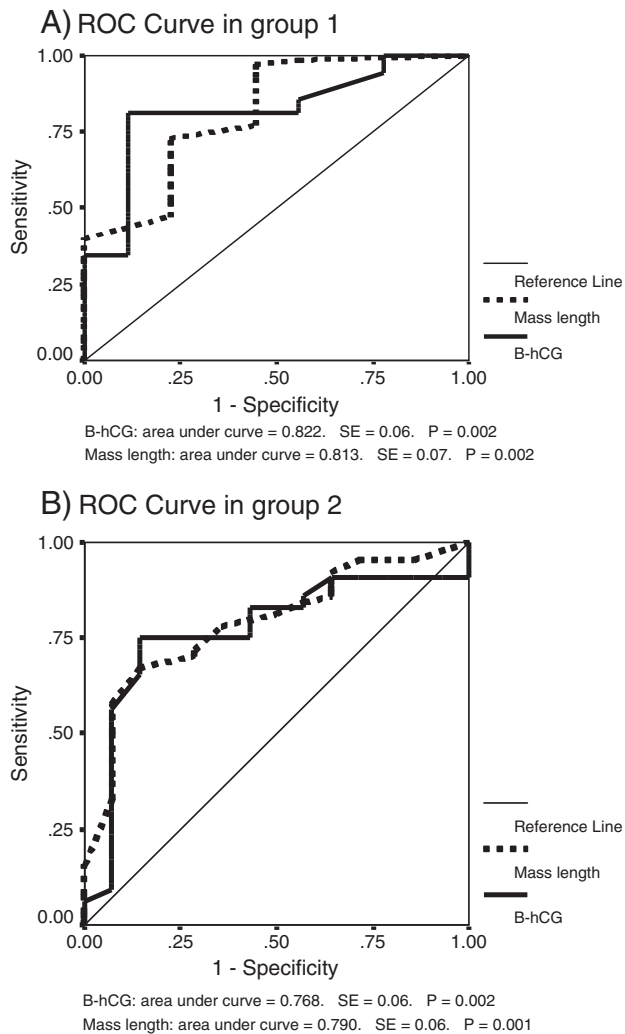 A) ROC Curve in group 1
1.00
.75
.50
.25
0.00
Sensitivity
0.00 .25 .50 .75 1.00
1 - Specificity
Reference Line
Mass length
B-hCG
B-hCG: area under curve = 0.822. SE = 0.06. P = 0.002
Mass length: area under curve = 0.813. SE = 0.07. P = 0.002
B) ROC Curve in group 2
1.00
.75
.50
.25
0.00
Sensitivity
0.00 .25 .50 .75 1.00
1 - Specificity
Reference Line
Mass length
B-hCG
B-hCG: area under curve = 0.768. SE = 0.06. P = 0.002
Mass length: area under curve = 0.790. SE = 0.06. P = 0.001